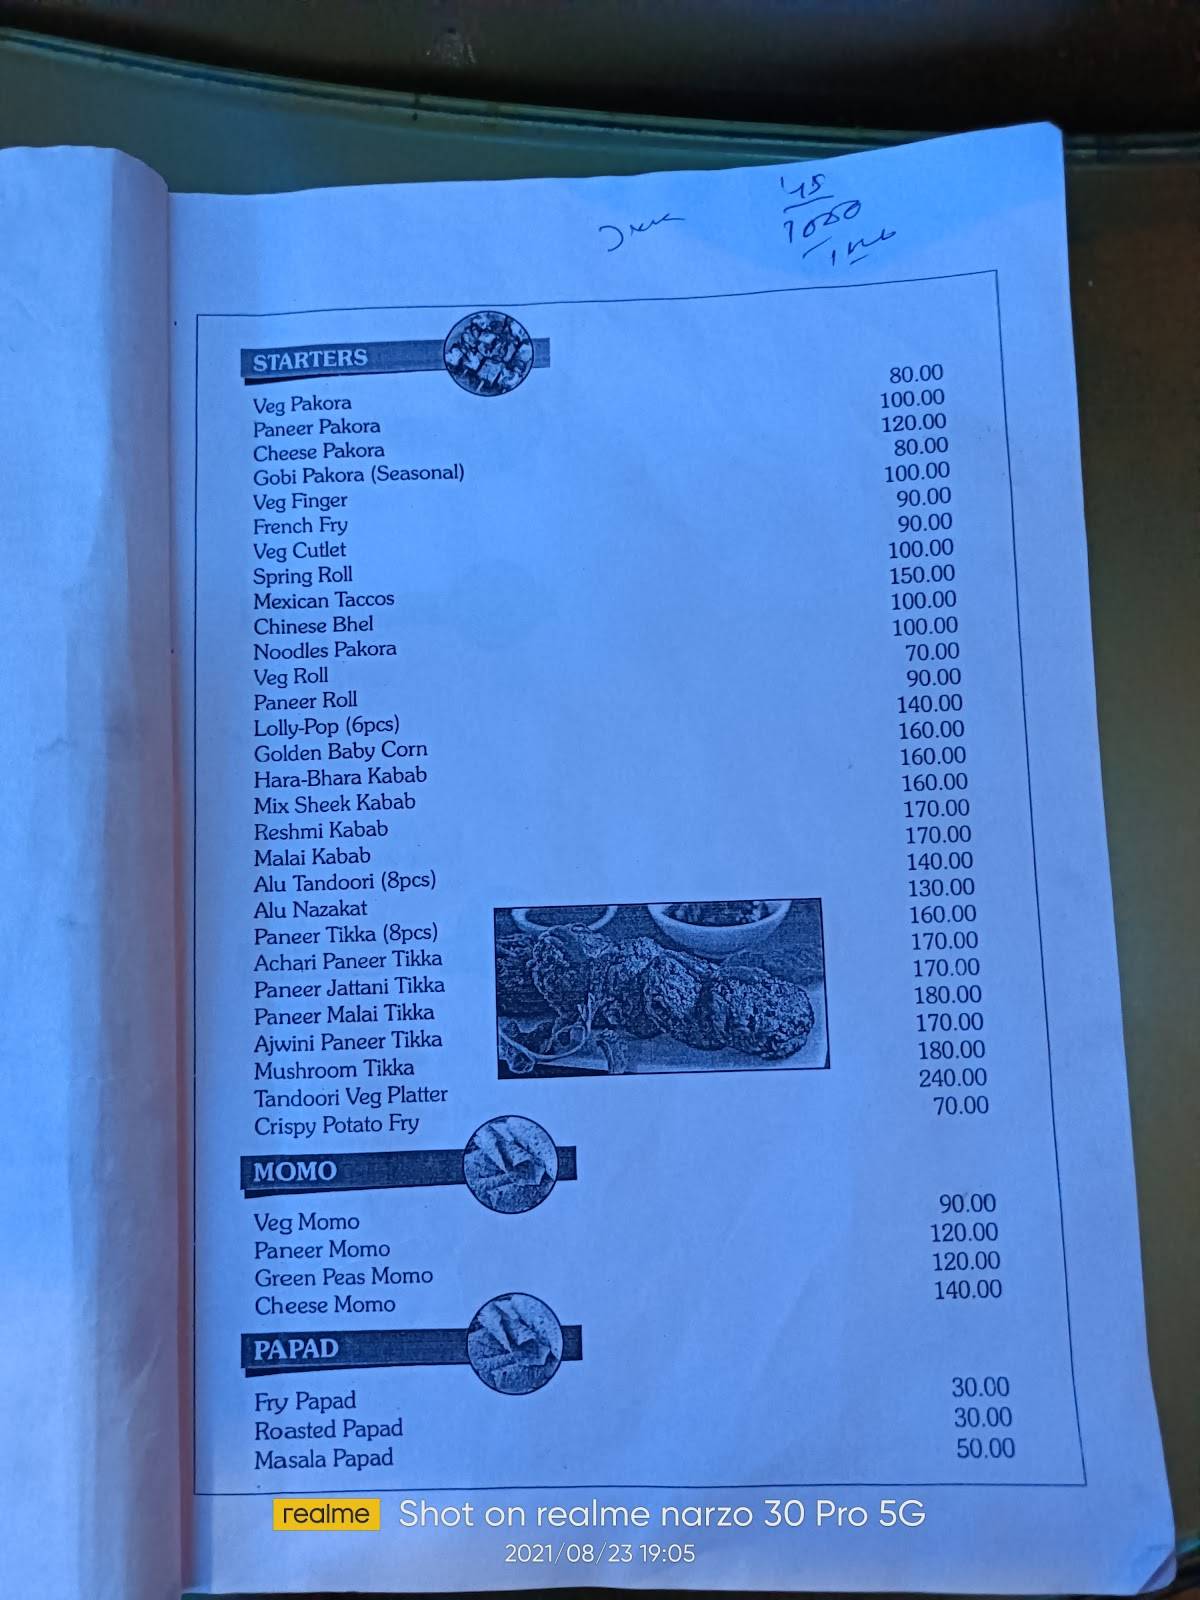 45
1000
STARTERS
Veg Pakora 80.00
Paneer Pakora 100.00
Cheese Pakora 120.00
Gobi Pakora (Seasonal) 80.00
Veg Finger 100.00
French Fry 90.00
Veg Cutlet 90.00
Spring Roll 100.00
Mexican Taccos 150.00
Chinese Bhel 100.00
Noodles Pakora 100.00
Veg Roll 70.00
Paneer Roll 90.00
Lolly-Pop (6pcs) 140.00
Golden Baby Corn 160.00
Hara-Bhara Kabab 160.00
Mix Sheek Kabab 160.00
Reshmi Kabab 170.00
Malai Kabab 170.00
Alu Tandoori (8pcs) 140.00
Alu Nazakat 130.00
Paneer Tikka (8pcs) 160.00
Achari Paneer Tikka 170.00
Paneer Jattani Tikka 170.00
Paneer Malai Tikka 180.00
Ajwini Paneer Tikka 170.00
Mushroom Tikka 180.00
Tandoori Veg Platter 240.00
Crispy Potato Fry 70.00
MOMO
Veg Momo 90.00
Paneer Momo 120.00
Green Peas Momo 120.00
Cheese Momo 140.00
PAPAD
Fry Papad 30.00
Roasted Papad 30.00
Masala Papad 50.00
realme Shot on realme narzo 30 Pro 5G
2021/08/23 19:05